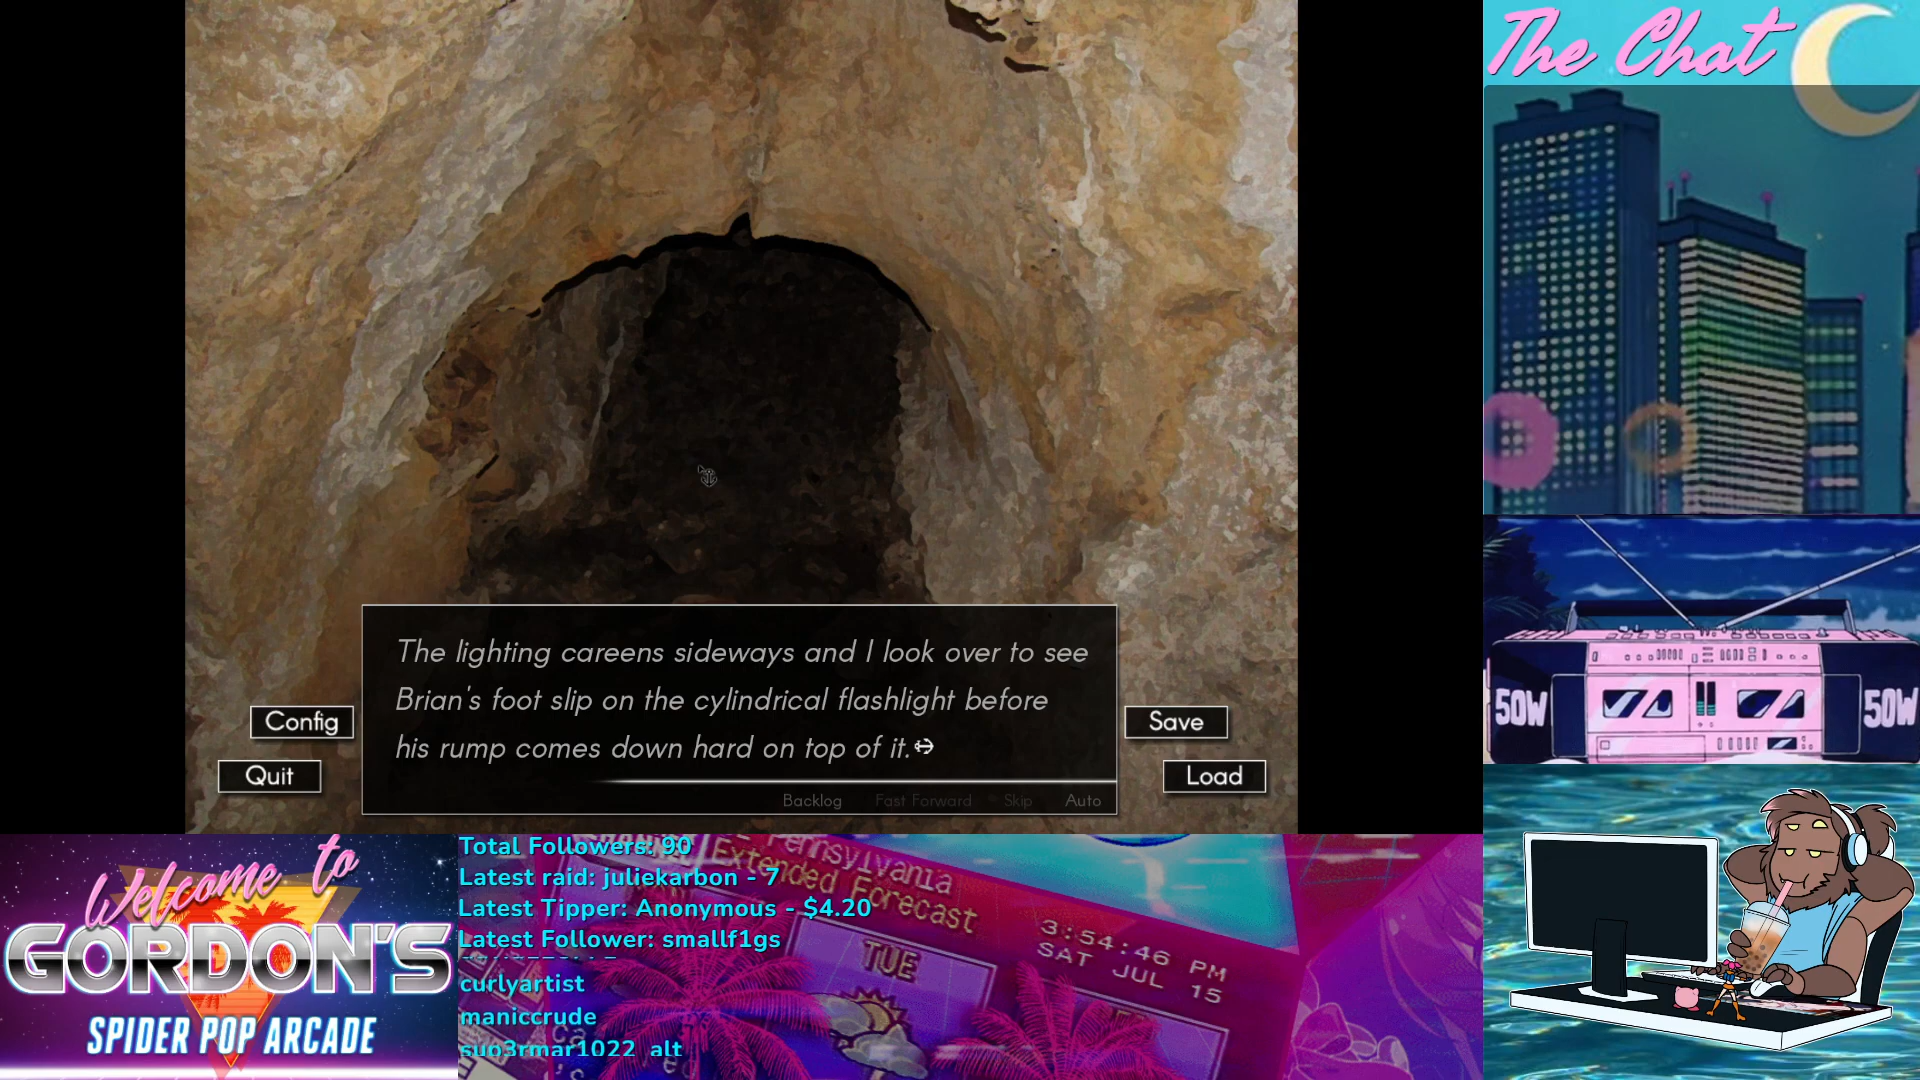 The Chat
The lighting careens sideways and I look over to see
Brian's foot slip on the cylindrical flashlight before
his rump comes down hard on top of it.
Config
Save
Quit
Load
Backlog
Fast Forward
Skip
Auto
50W
50W
Welcome to
GORDON'S
SPIDER POP ARCADE
Total Followers: 90
Latest raid: juliekarbon - 7
Latest Tipper: Anonymous - $4.20
Latest Follower: smallf1gs
curlyartist
maniccrude
sup3rmar1022_alt
Pennsylvania
Extended Forecast
3:54:46 PM
SAT JUL 15
TUE